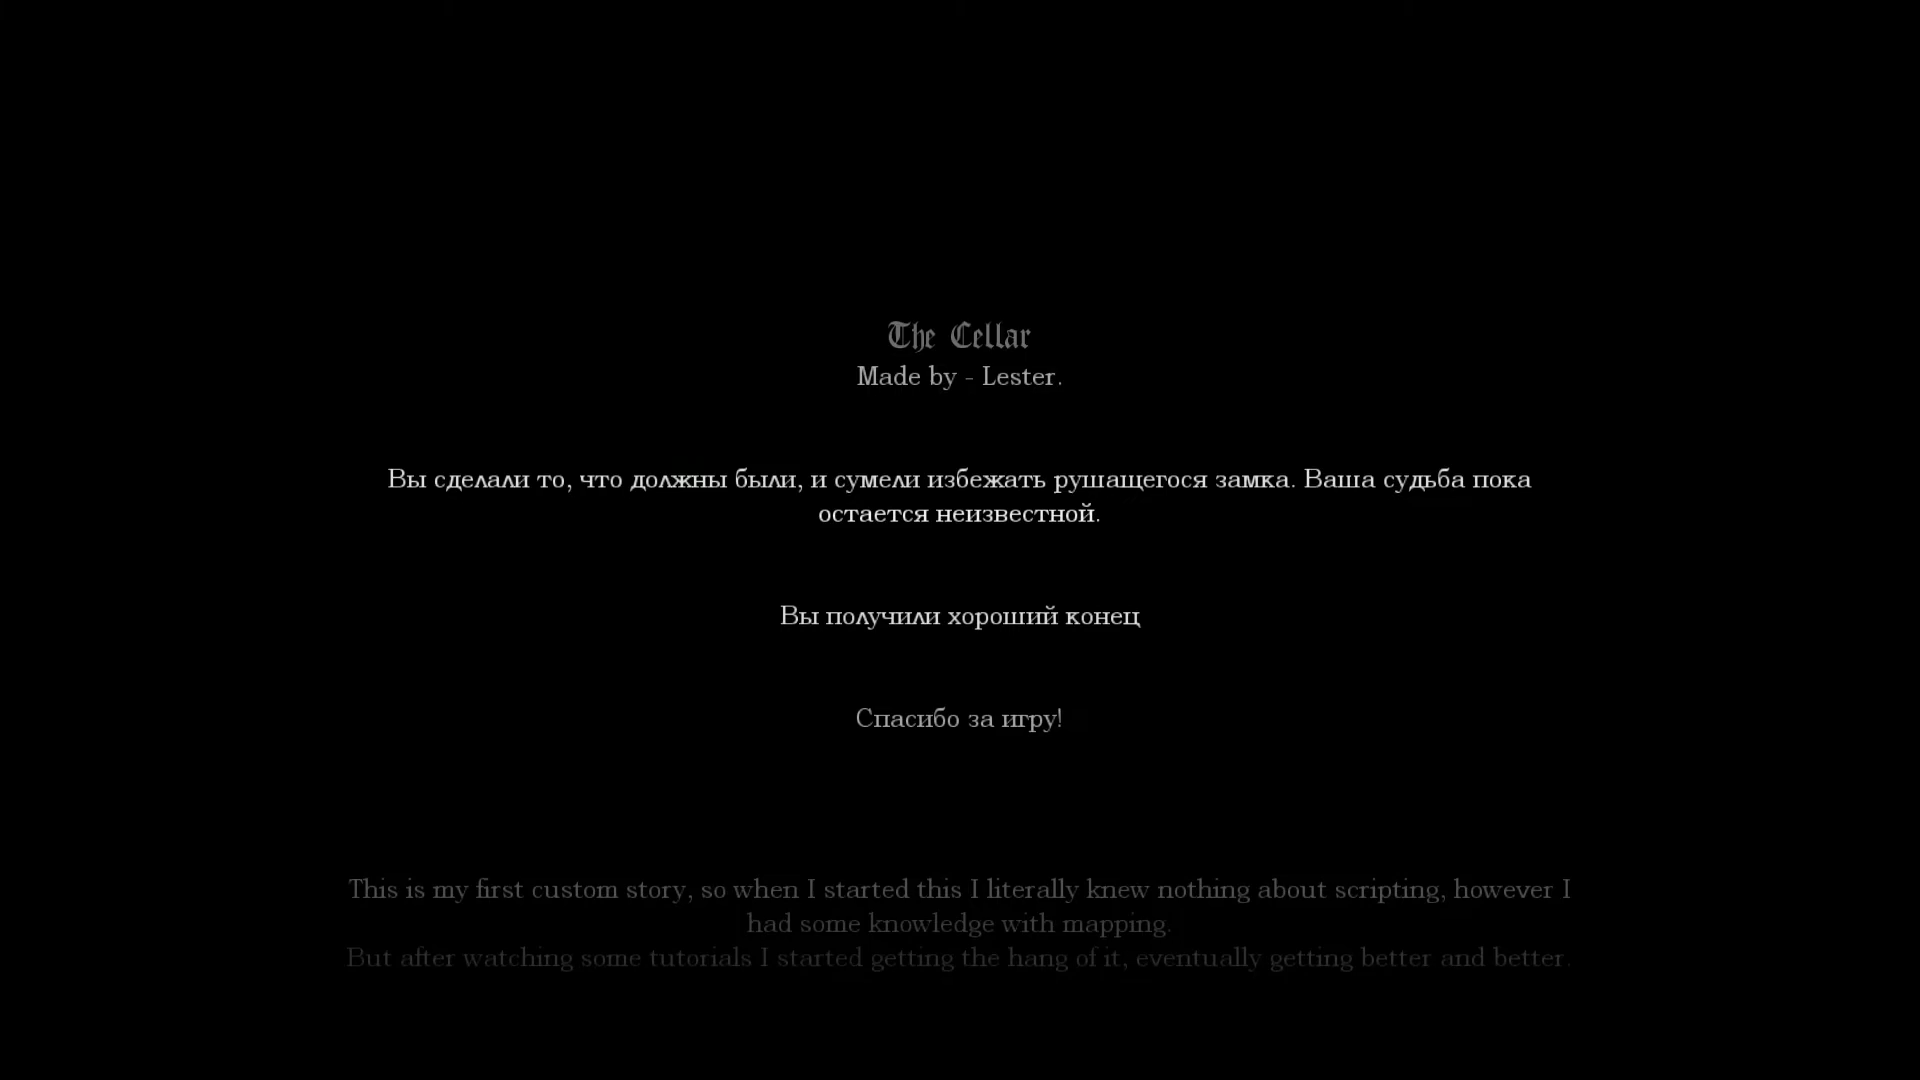 The Cellar
Made by - Lester.
Вы сделали то, что должны были, и сумели избежать рушащегося замка. Ваша судьба пока
остается неизвестной.
Вы получили хороший конец
Спасибо за игру!
This is my first custom story, so when I started this I literally knew nothing about scripting, however I
had some knowledge with mapping.
But after watching some tutorials I started getting the hang of it, eventually getting better and better.